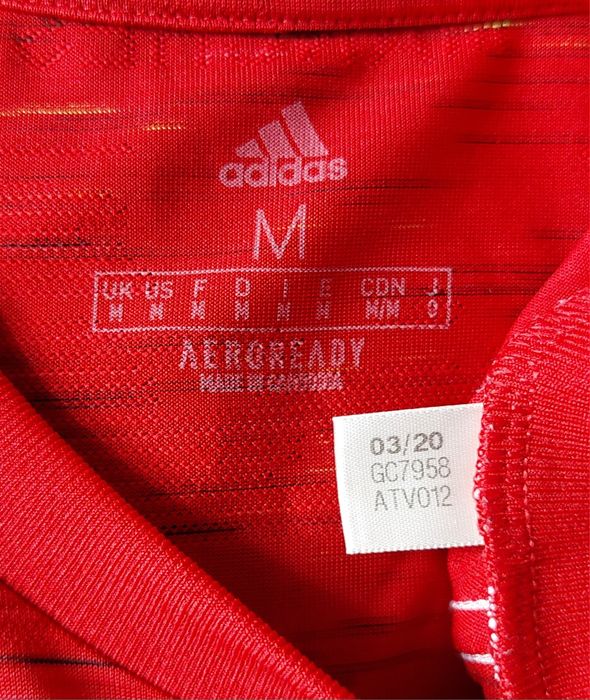 adidas
M
UK US F D I E CDN J
M M M M M M M/M O
AEROREADY
MADE IN CAMBODIA
03/20
GC7958
ATV012